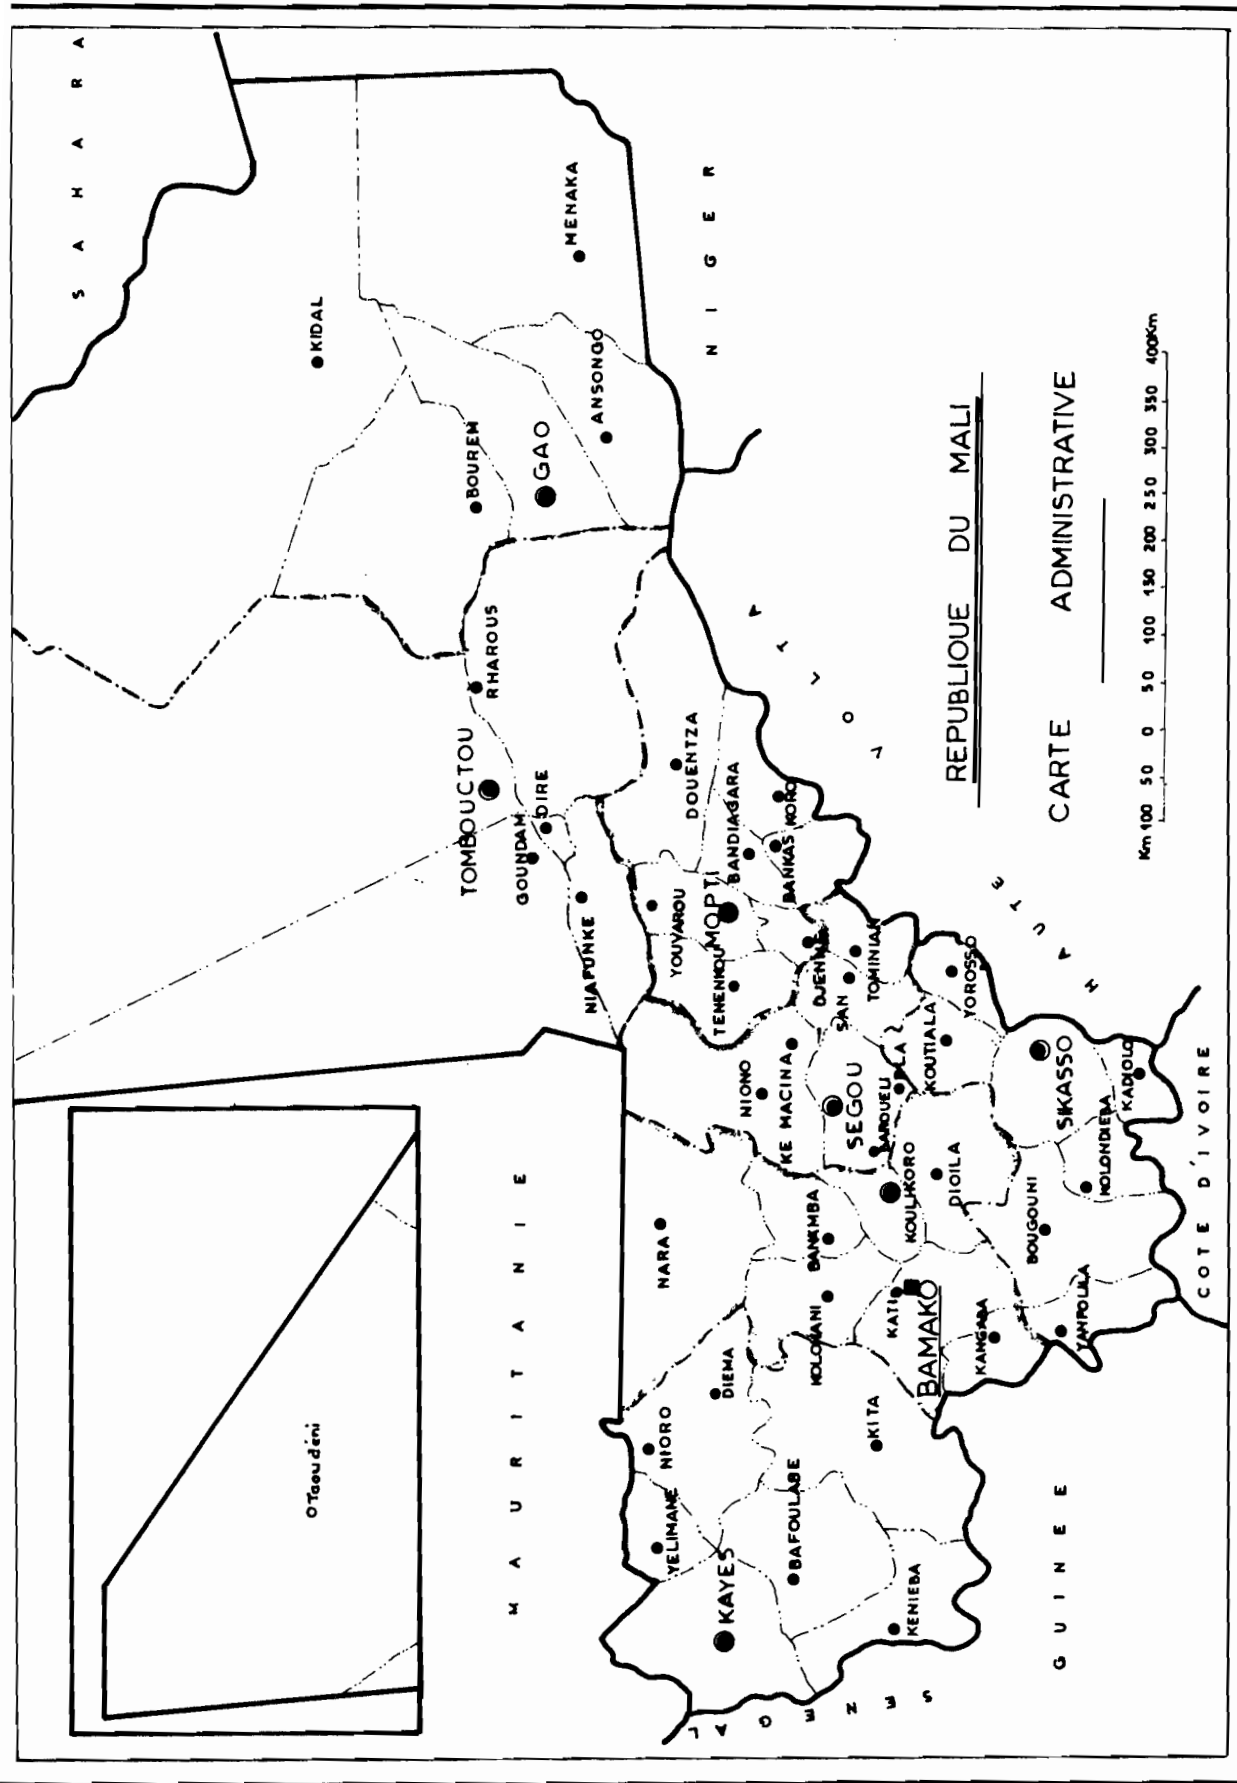 REPUBLIQUE DU MALI
CARTE ADMINISTRATIVE
Km 100 50 0 50 100 150 200 250 300 350 400Km
SAHARA
MAURITANIE
NIGER
HAUTE VOLTA
COTE D'IVOIRE
GUINEE
SENEGAL
OTaoudéni
KIDAL
MENAKA
ANSONGO
BOUREM
GAO
RHAROUS
TOMBOUCTOU
GOUNDAM
DIRE
NIAFUNKE
DOUENTZA
YOUVAROU
MOPTI
TENENKOU
BANDIAGARA
BANKAS
KORO
DJENNE
TOMINIAN
SAN
NIONO
KE MACINA
SEGOU
BAROUELI
BLA
KOUTIALA
YOROSSO
SIKASSO
KADIOLO
KOLONDIEBA
BOUGOUNI
YANFOLILA
NARA
BANAMBA
KOULIKORO
DIOILA
KOLOKANI
KATI
BAMAKO
KANGABA
DIEMA
NIORO
YELIMANE
KAYES
BAFOULABE
KITA
KENIEBA